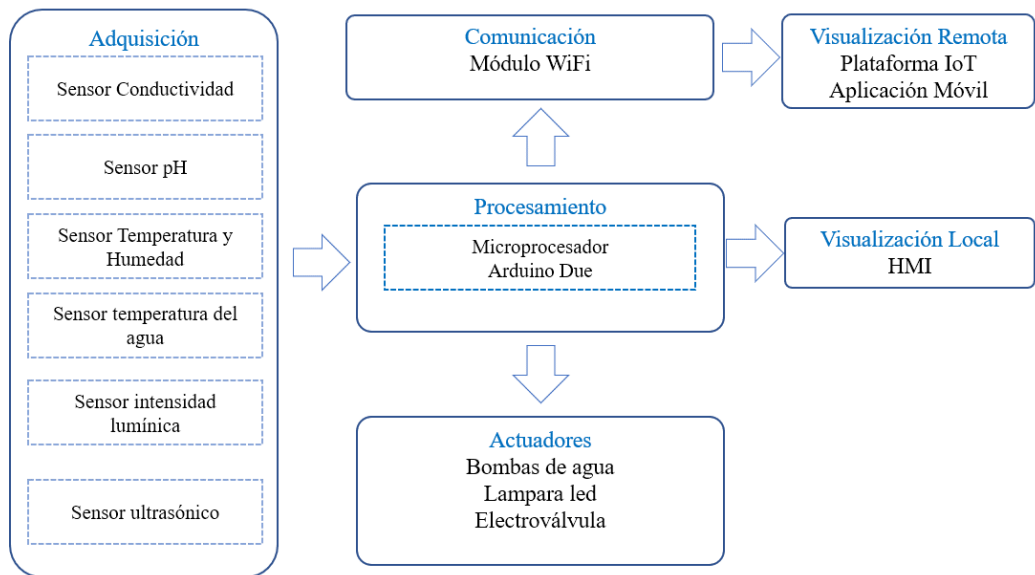 Adquisición
Sensor Conductividad
Sensor pH
Sensor Temperatura y
Humedad
Sensor temperatura del
agua
Sensor intensidad
lumínica
Sensor ultrasónico
Comunicación
Módulo WiFi
Visualización Remota
Plataforma IoT
Aplicación Móvil
Procesamiento
Microprocesador
Arduino Due
Visualización Local
HMI
Actuadores
Bombas de agua
Lampara led
Electroválvula